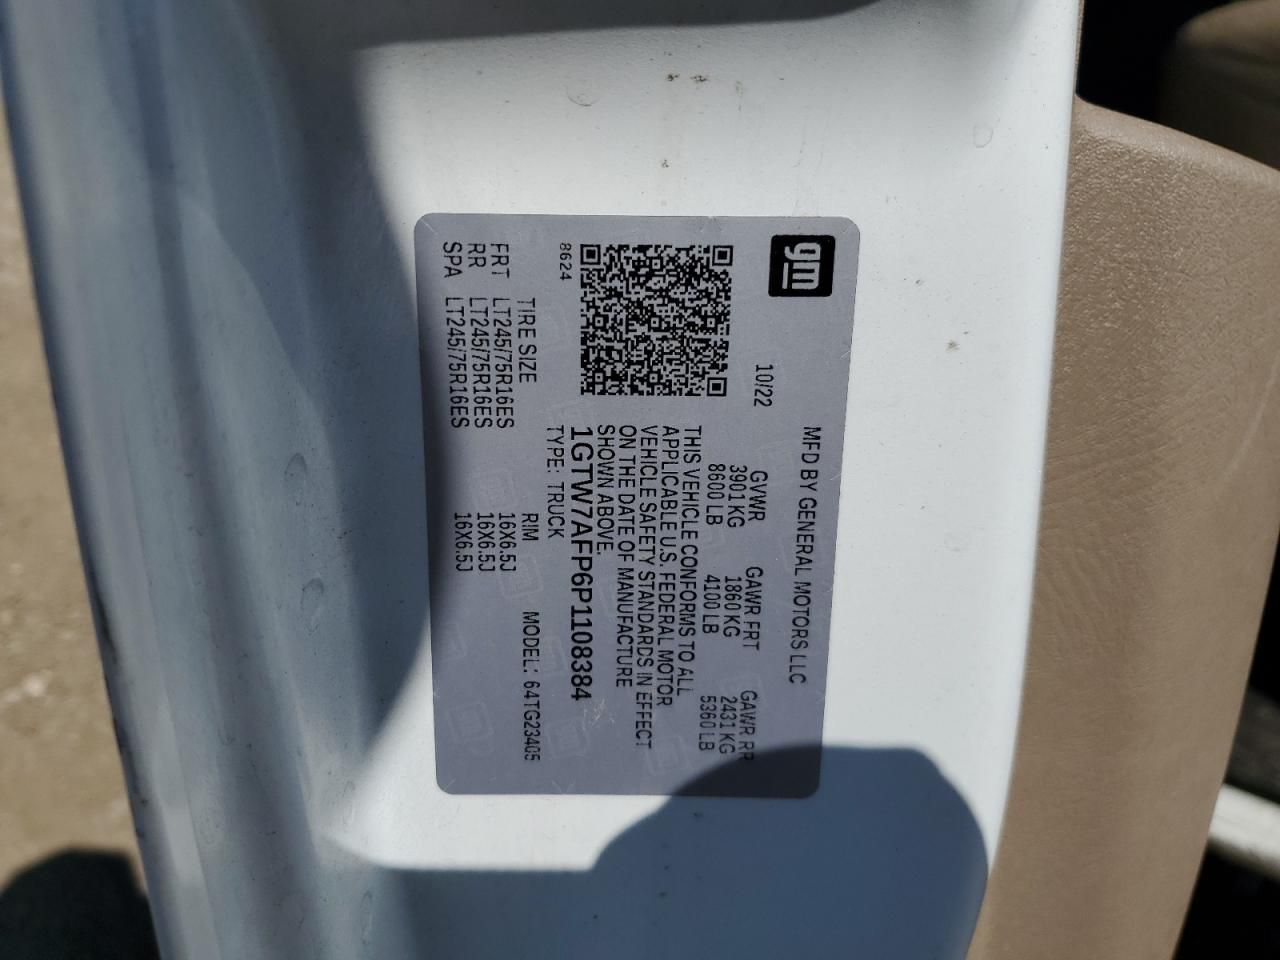 gm
MFD BY GENERAL MOTORS LLC
10/22
GVWR GAWR FRT GAWR RR
3901 KG 1860 KG 2431 KG
8600 LB 4100 LB 5360 LB
THIS VEHICLE CONFORMS TO ALL
APPLICABLE U.S. FEDERAL MOTOR
VEHICLE SAFETY STANDARDS IN EFFECT
ON THE DATE OF MANUFACTURE
SHOWN ABOVE.
1GTW7AFP6P1108384
8624
TYPE: TRUCK
TIRE SIZE RIM MODEL: 64TG23405
FRT LT245/75R16ES 16X6.5J
RR LT245/75R16ES 16X6.5J
SPA LT245/75R16ES 16X6.5J